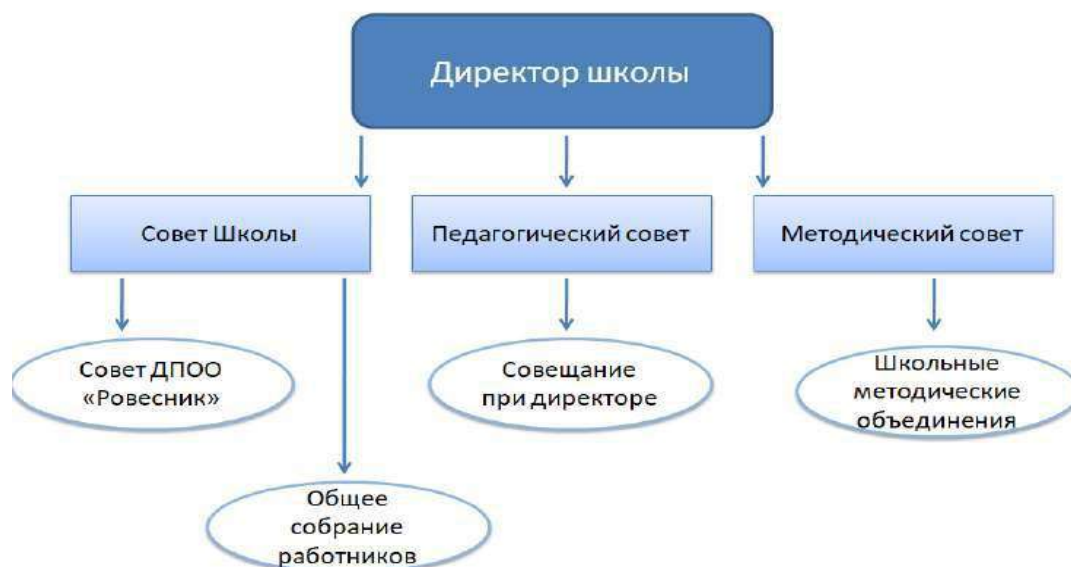 Директор школы
Совет Школы
Педагогический совет
Методический совет
Совет ДПОО
«Ровесник»
Совещание
при директоре
Школьные
методические
объединения
Общее
собрание
работников